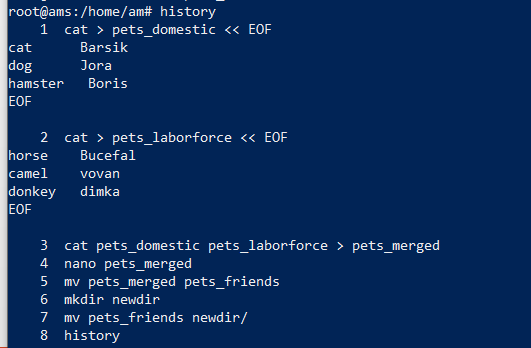 root@ams:/home/am# history
    1  cat > pets_domestic << EOF
cat      Barsik
dog      Jora
hamster   Boris
EOF
    2  cat > pets_laborforce << EOF
horse    Bucefal
camel    vovan
donkey   dimka
EOF
    3  cat pets_domestic pets_laborforce > pets_merged
    4  nano pets_merged
    5  mv pets_merged pets_friends
    6  mkdir newdir
    7  mv pets_friends newdir/
    8  history